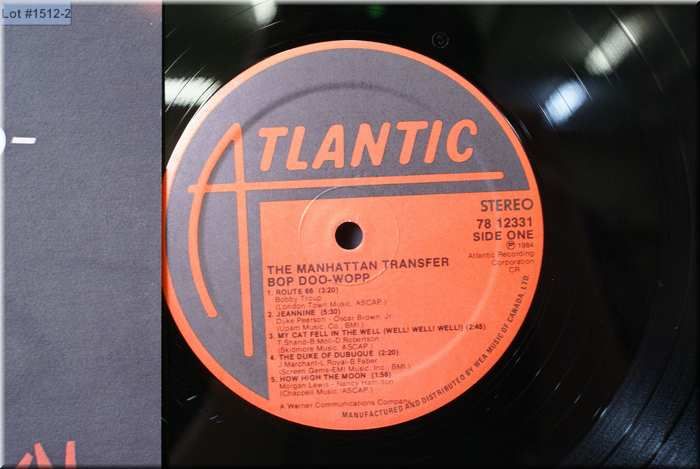 Lot #1512-2
ATLANTIC
STEREO
78 12331
SIDE ONE
℗ 1984
Atlantic Recording
Corporation
CR
THE MANHATTAN TRANSFER
BOP DOO-WOPP
1. ROUTE 66 (3:20)
Bobby Troup
(London Town Music, ASCAP.)
2. JEANNINE (5:30)
Duke Pearson - Oscar Brown, Jr.
(Upam Music, Co., BMI.)
3. MY CAT FELL IN THE WELL (WELL! WELL! WELL!) (2:45)
T. Shand-B. Moll-D. Robertson
(Skidmore Music, ASCAP.)
4. THE DUKE OF DUBUQUE (2:20)
J. Marchant-L. Royal-B. Faber
(Screen Gems-EMI Music, Inc., BMI.)
5. HOW HIGH THE MOON (1:56)
Morgan Lewis - Nancy Hamilton
(Chappell Music/ASCAP.)
A Warner Communications Company
MANUFACTURED AND DISTRIBUTED BY WEA MUSIC OF CANADA, LTD.